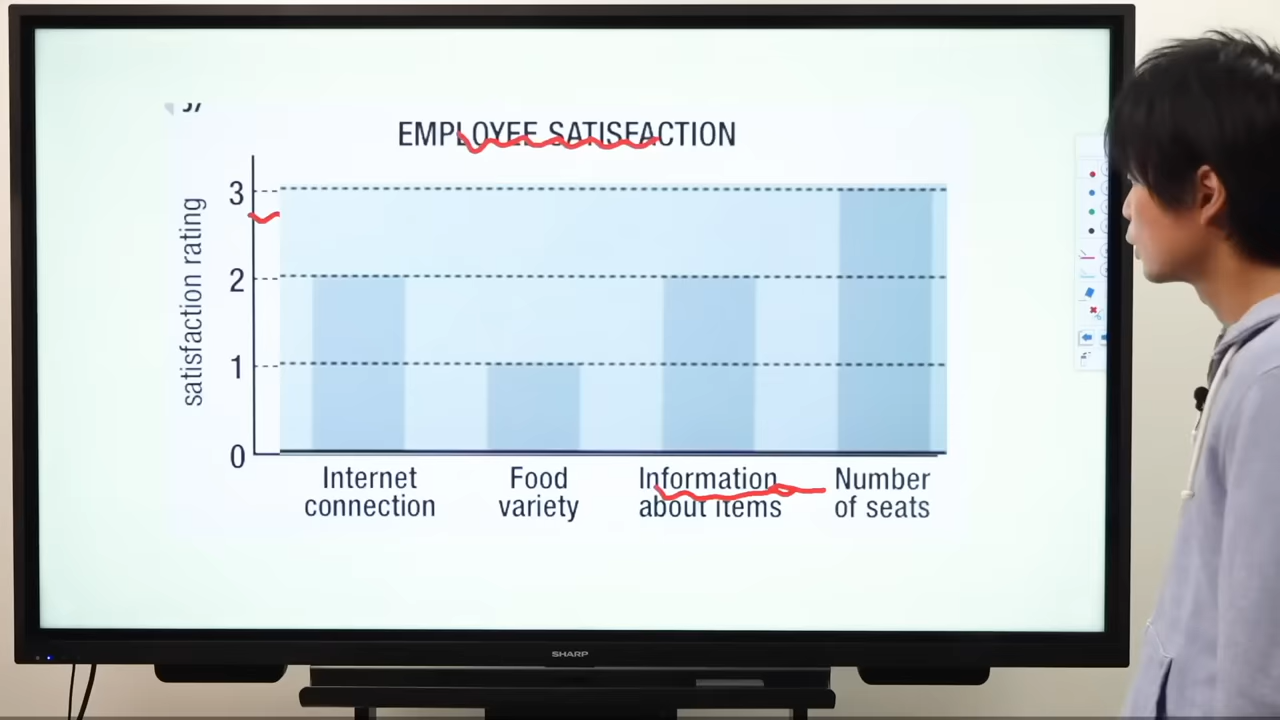 37
EMPLOYEE SATISFACTION
satisfaction rating
3
2
1
0
Internet
connection
Food
variety
Information
about items
Number
of seats
SHARP